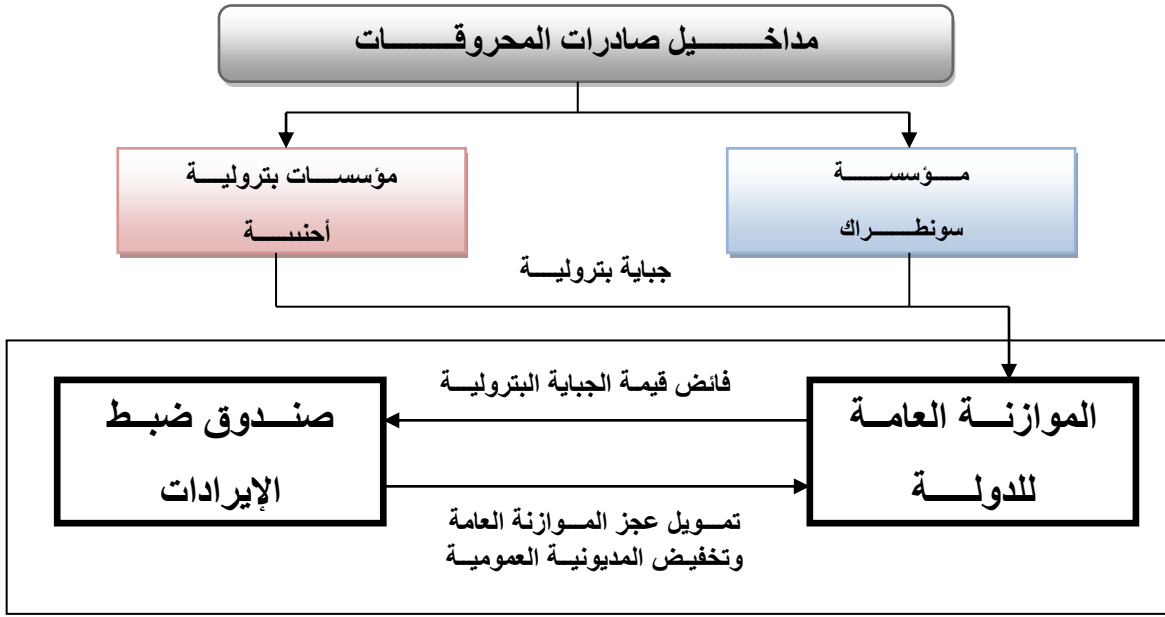 مداخيل صادرات المحروقات
مؤسسة
سونطراك
مؤسسات بترولية
أجنبية
جباية بترولية
الموازنة العامة
للدولة
فائض قيمة الجباية البترولية
صندوق ضبط
الإيرادات
تمويل عجز الموازنة العامة
وتخفيض المديونية العمومية